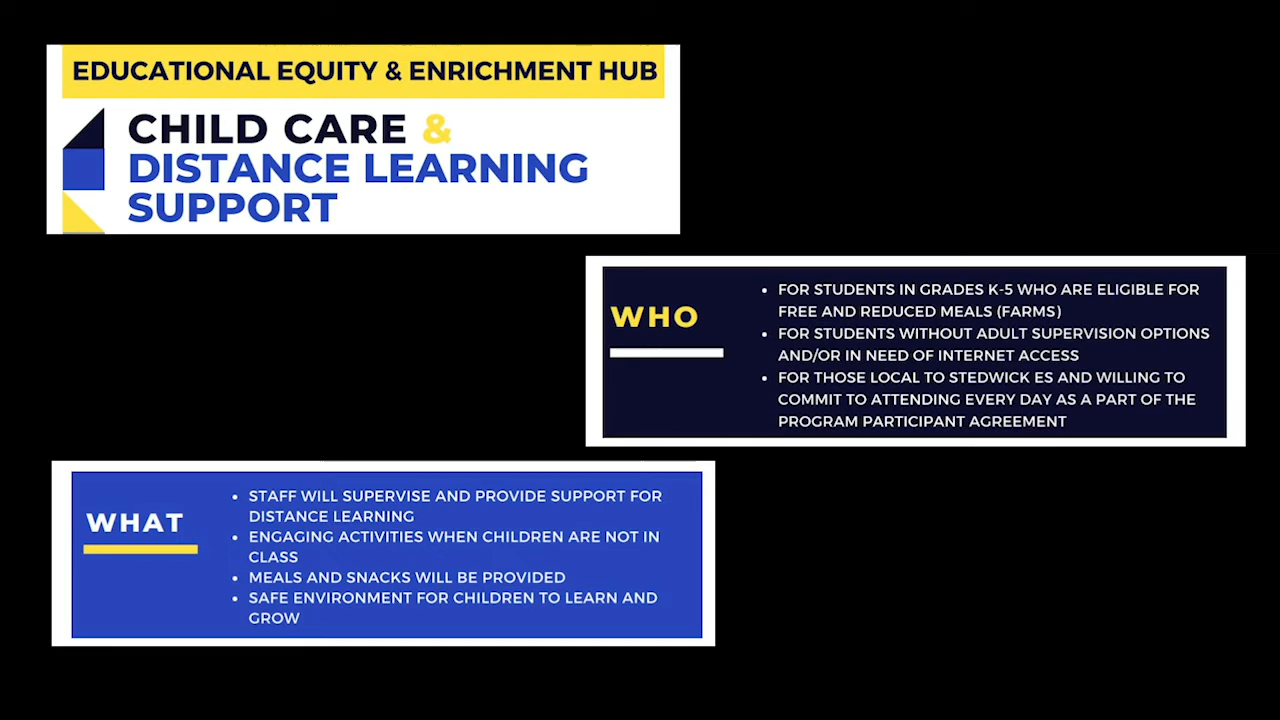 EDUCATIONAL EQUITY & ENRICHMENT HUB
CHILD CARE &
DISTANCE LEARNING
SUPPORT
WHO
• FOR STUDENTS IN GRADES K-5 WHO ARE ELIGIBLE FOR
FREE AND REDUCED MEALS (FARMS)
• FOR STUDENTS WITHOUT ADULT SUPERVISION OPTIONS
AND/OR IN NEED OF INTERNET ACCESS
• FOR THOSE LOCAL TO STEDWICK ES AND WILLING TO
COMMIT TO ATTENDING EVERY DAY AS A PART OF THE
PROGRAM PARTICIPANT AGREEMENT
WHAT
• STAFF WILL SUPERVISE AND PROVIDE SUPPORT FOR
DISTANCE LEARNING
• ENGAGING ACTIVITIES WHEN CHILDREN ARE NOT IN
CLASS
• MEALS AND SNACKS WILL BE PROVIDED
• SAFE ENVIRONMENT FOR CHILDREN TO LEARN AND
GROW